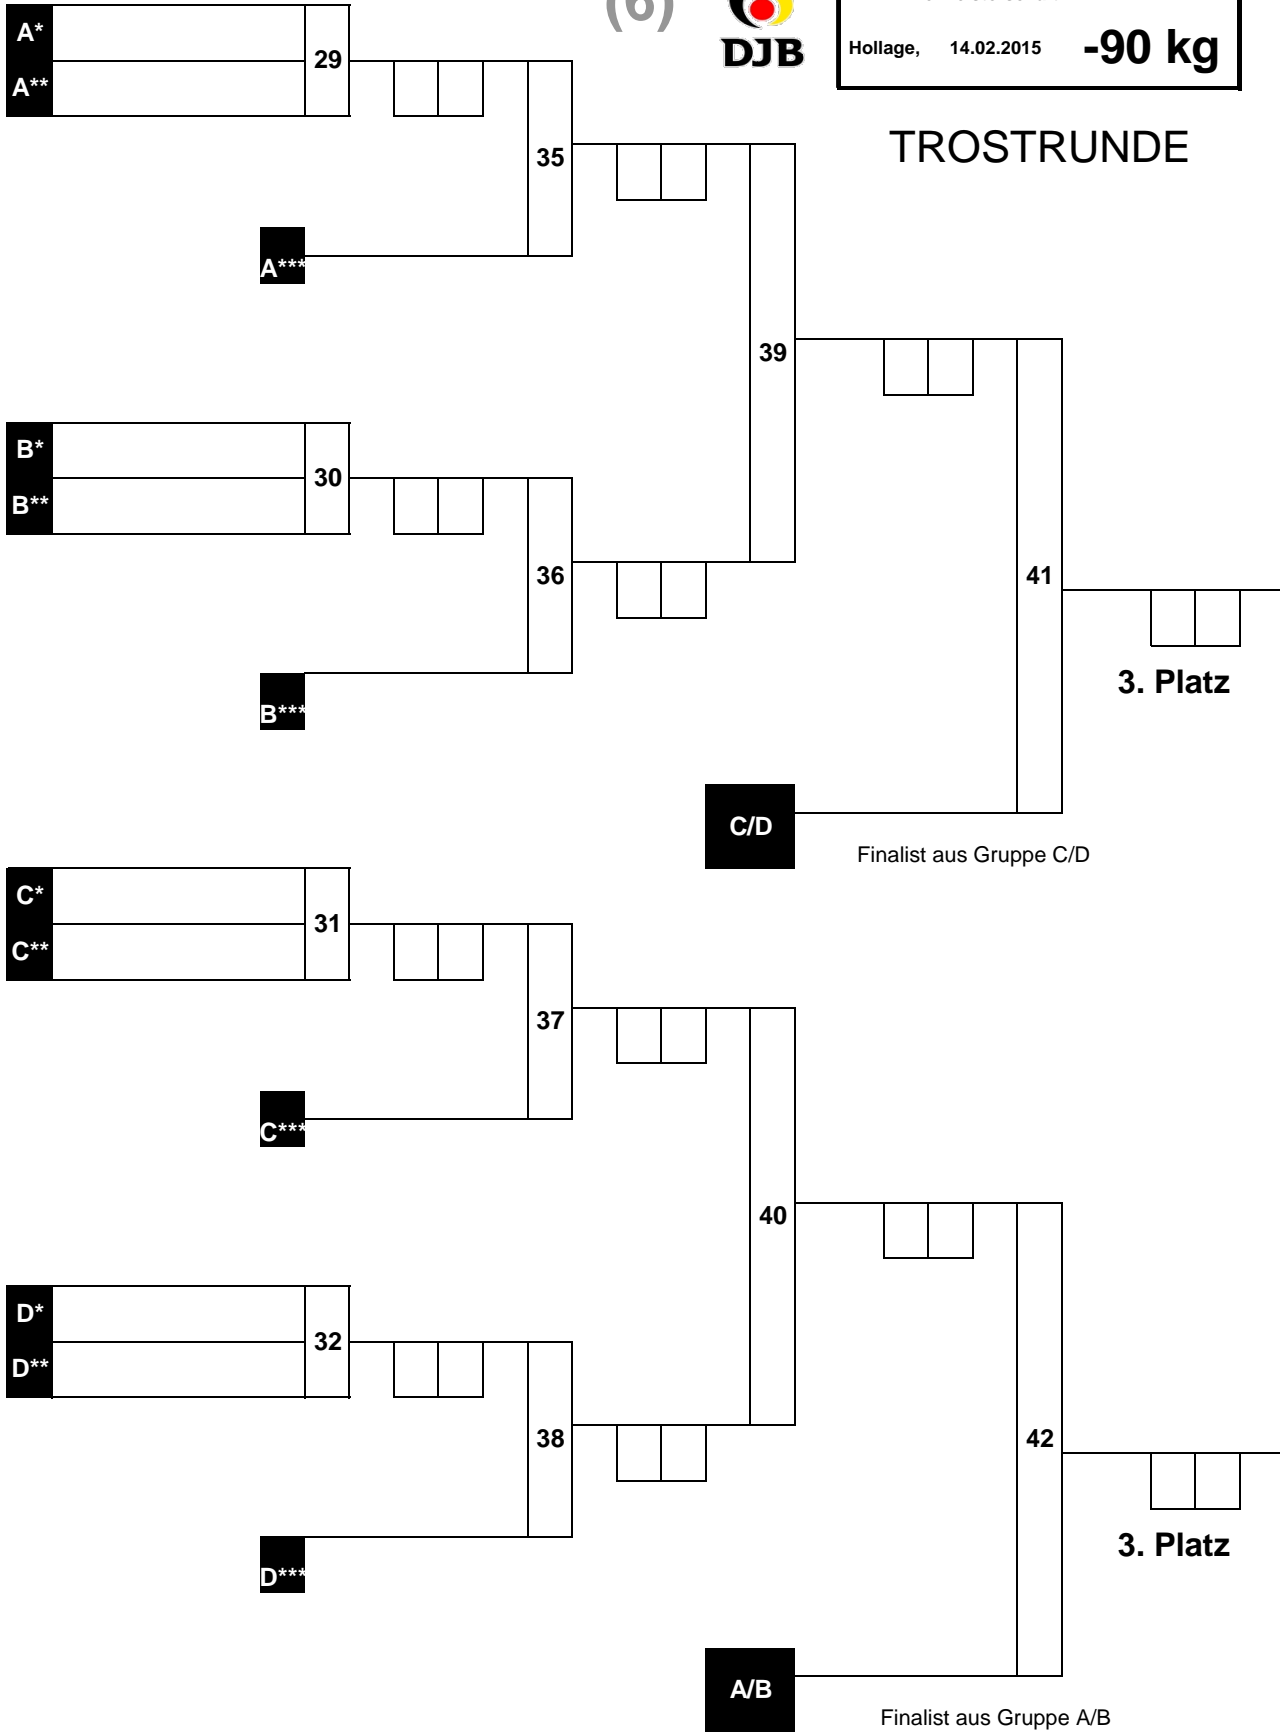 (6)
DJB
Hollage, 14.02.2015 -90 kg
TROSTRUNDE
A*
A**
29
35
A***
39
B*
B**
30
36
B***
41
3. Platz
C/D
Finalist aus Gruppe C/D
C*
C**
31
37
C***
40
D*
D**
32
38
D***
42
3. Platz
A/B
Finalist aus Gruppe A/B